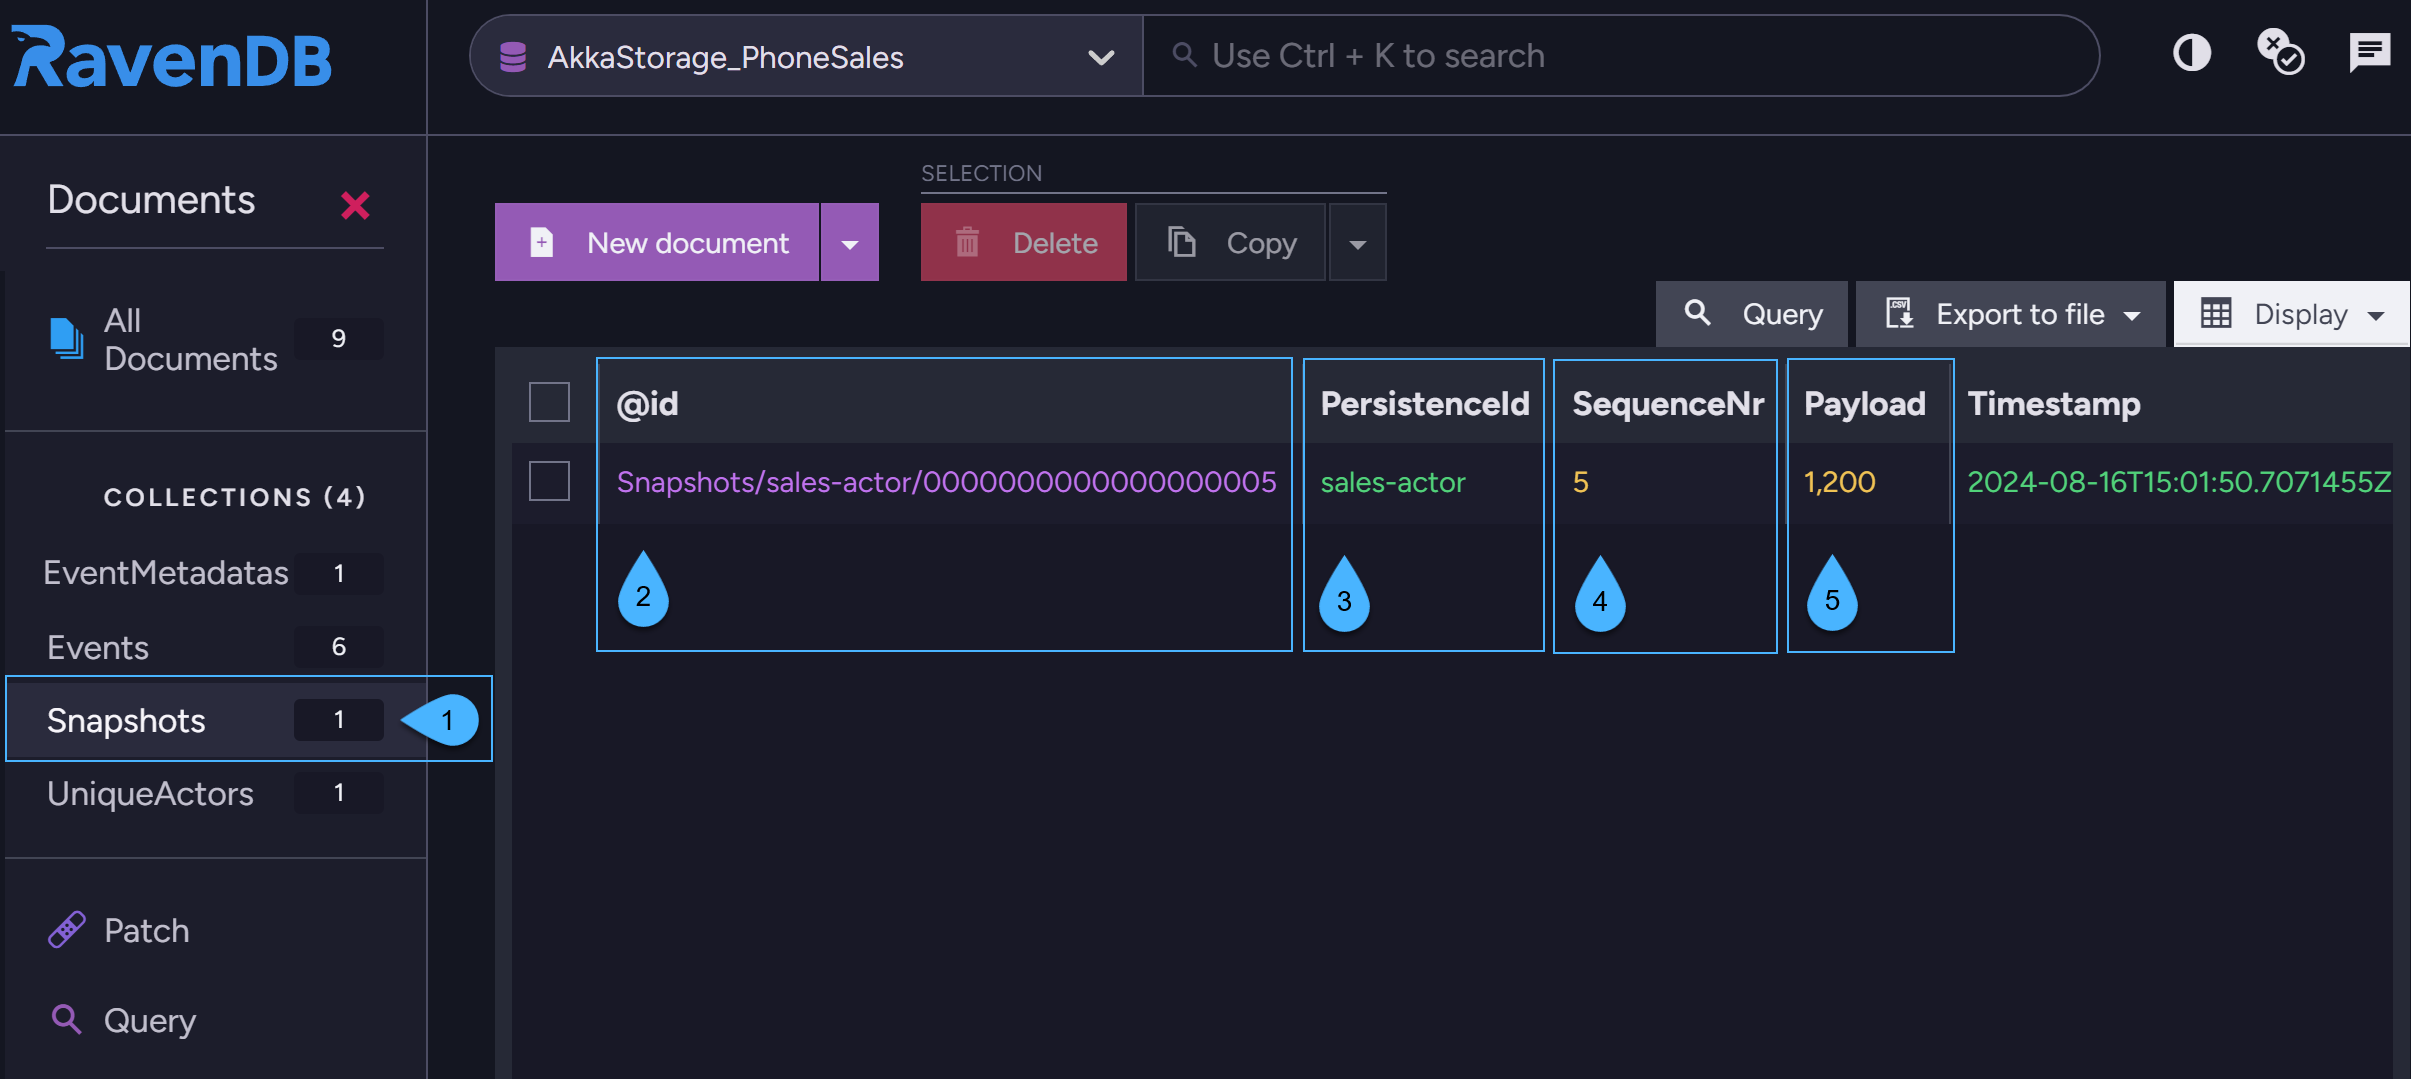 RavenDB
AkkaStorage_PhoneSales
Use Ctrl + K to search
Documents
All
Documents
9
COLLECTIONS (4)
EventMetadatas 1
Events 6
Snapshots 1
1
UniqueActors 1
Patch
Query
SELECTION
New document
Delete
Copy
Query
CSV
Export to file
Display
@id PersistenceId SequenceNr Payload Timestamp
Snapshots/sales-actor/0000000000000000005 sales-actor 5 1,200 2024-08-16T15:01:50.7071455Z
2 3 4 5